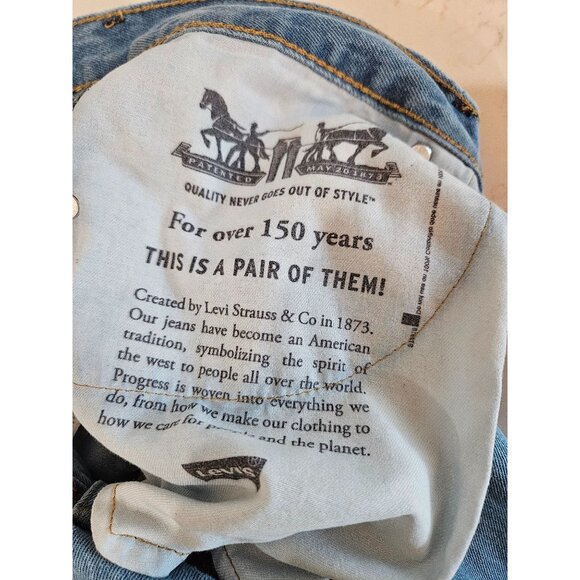 PATENTED MAY 20 1873
QUALITY NEVER GOES OUT OF STYLE™
For over 150 years
THIS IS A PAIR OF THEM!
Created by Levi Strauss & Co in 1873.
Our jeans have become an American
tradition, symbolizing the spirit of
the west to people all over the world.
Progress is woven into everything we
do, from how we make our clothing to
how we care for and the planet.
LEVI'S